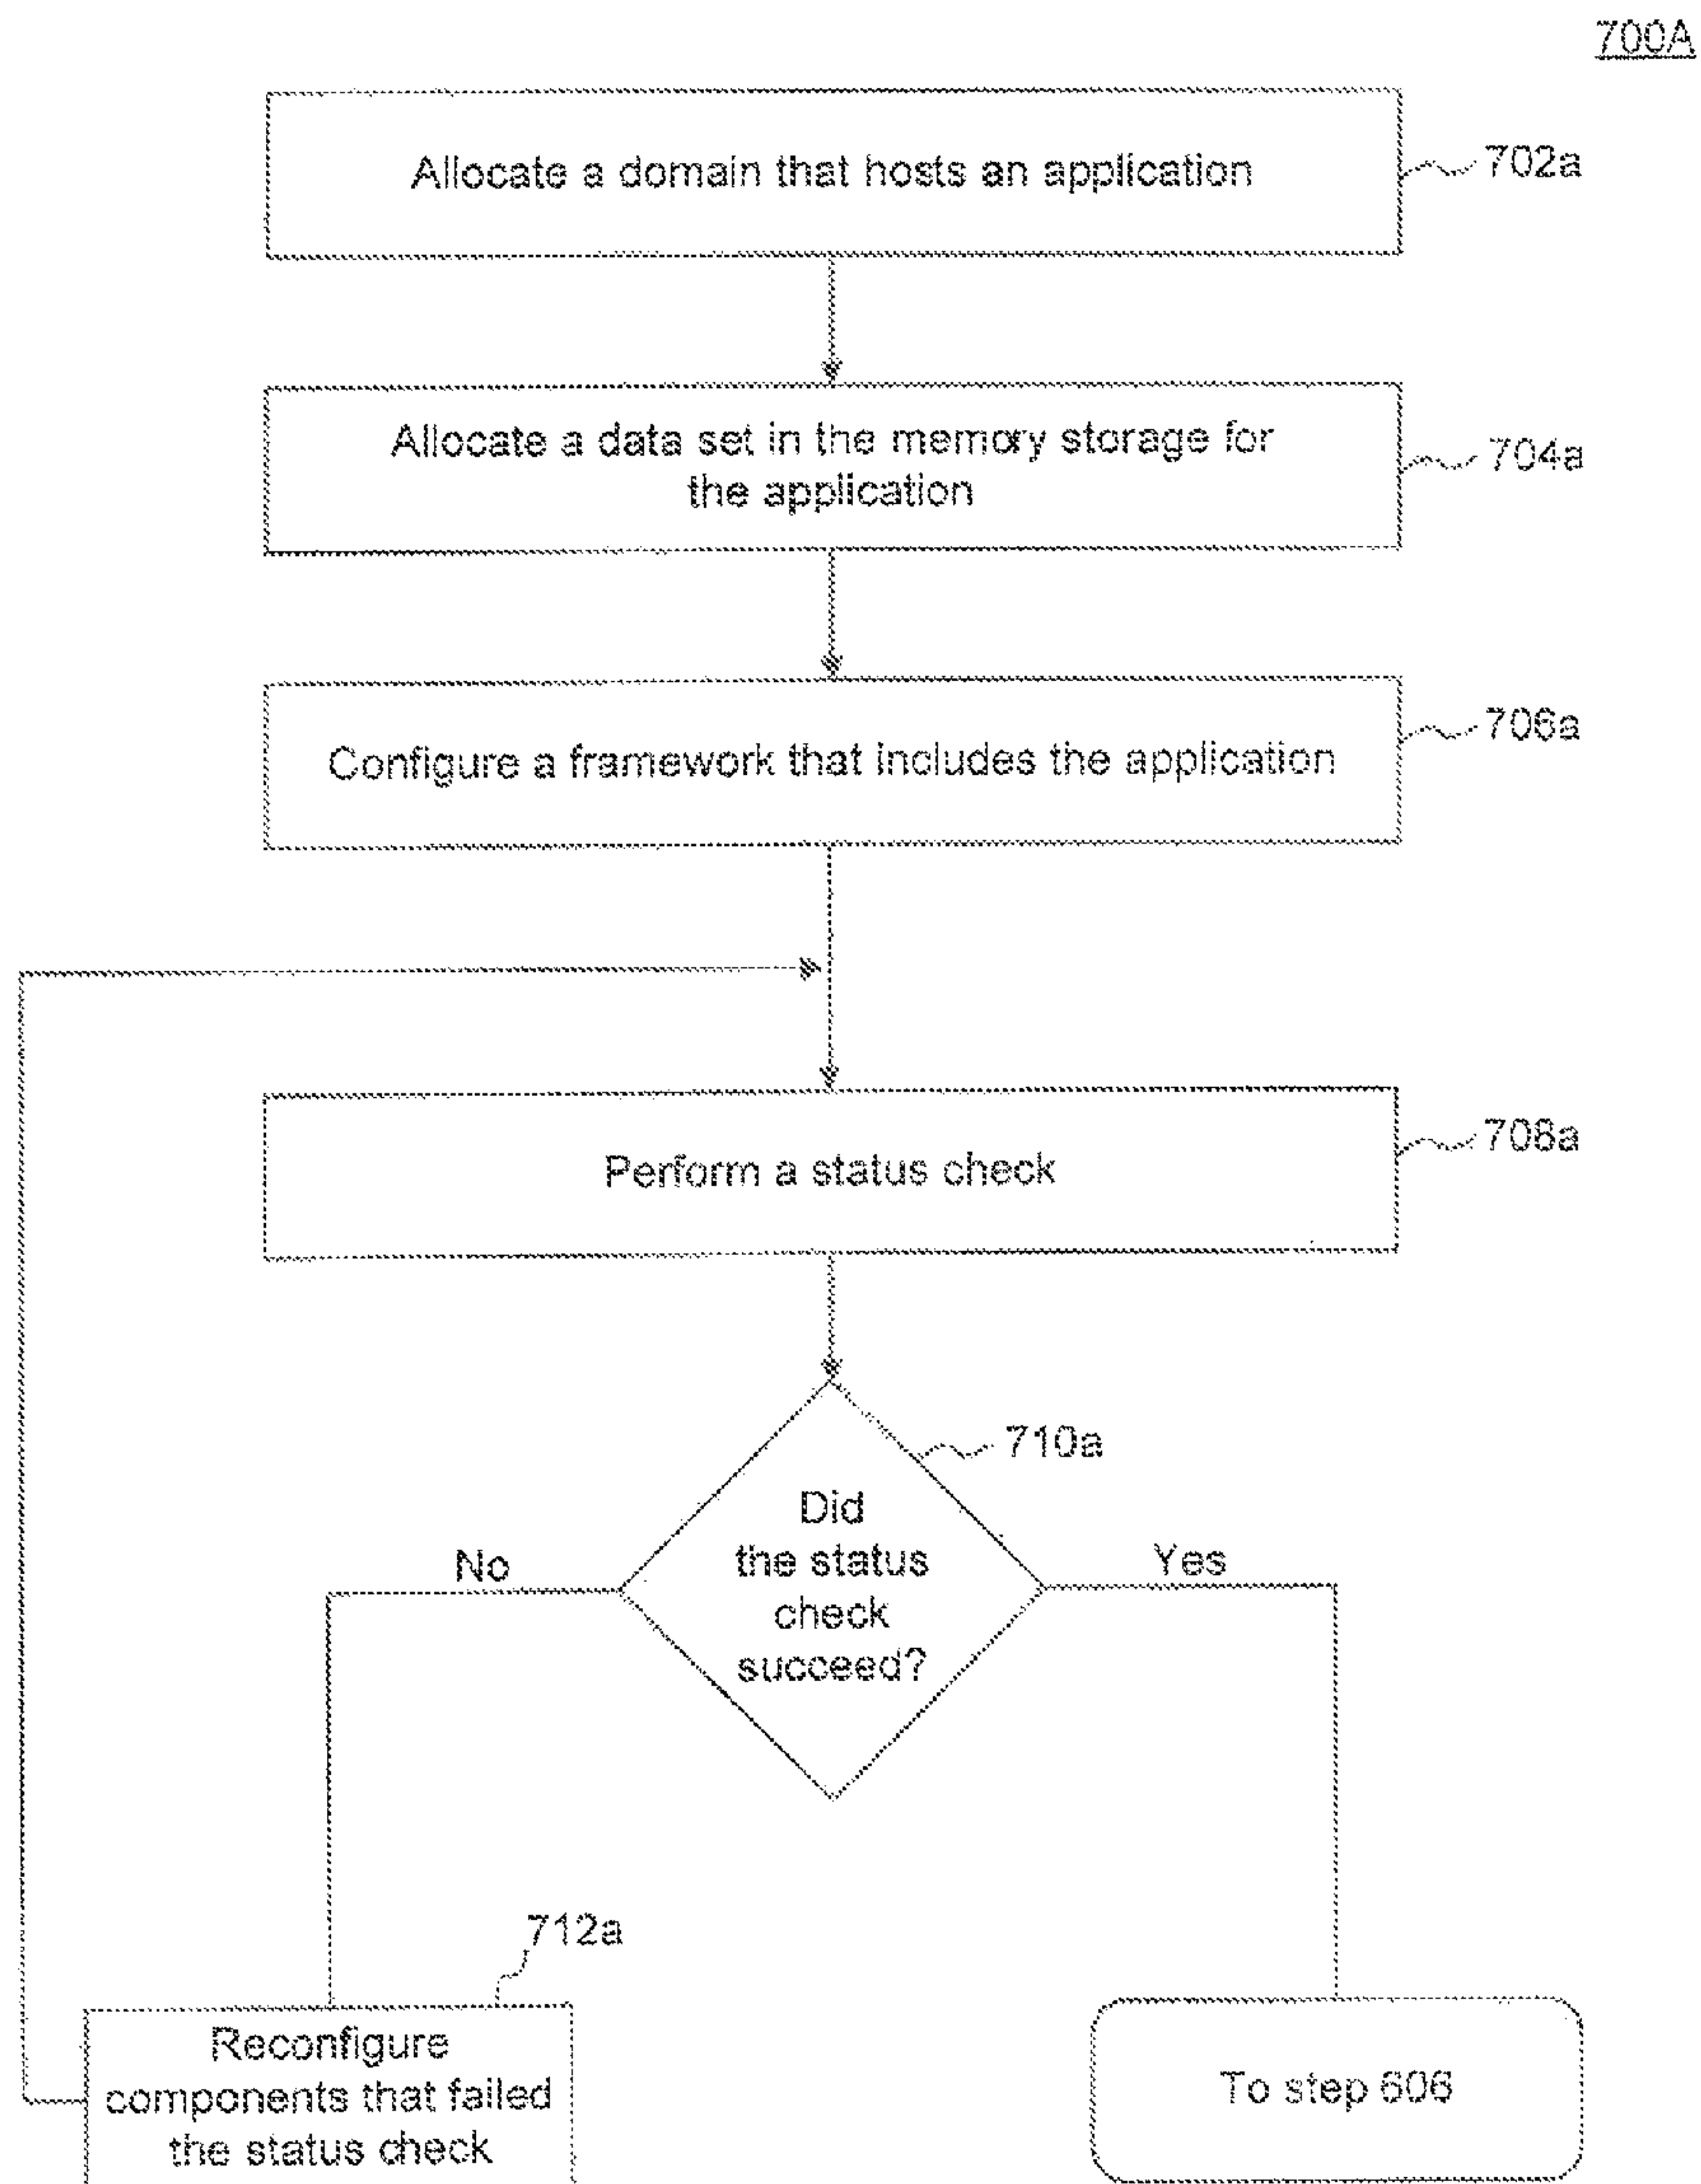 700A
Allocate a domain that hosts an application
702a
Allocate a data set in the memory storage for
the application
704a
Configure a framework that includes the application
706a
Perform a status check
708a
710a
Did
the status
check
succeed?
No
Yes
712a
Reconfigure
components that failed
the status check
To step 606